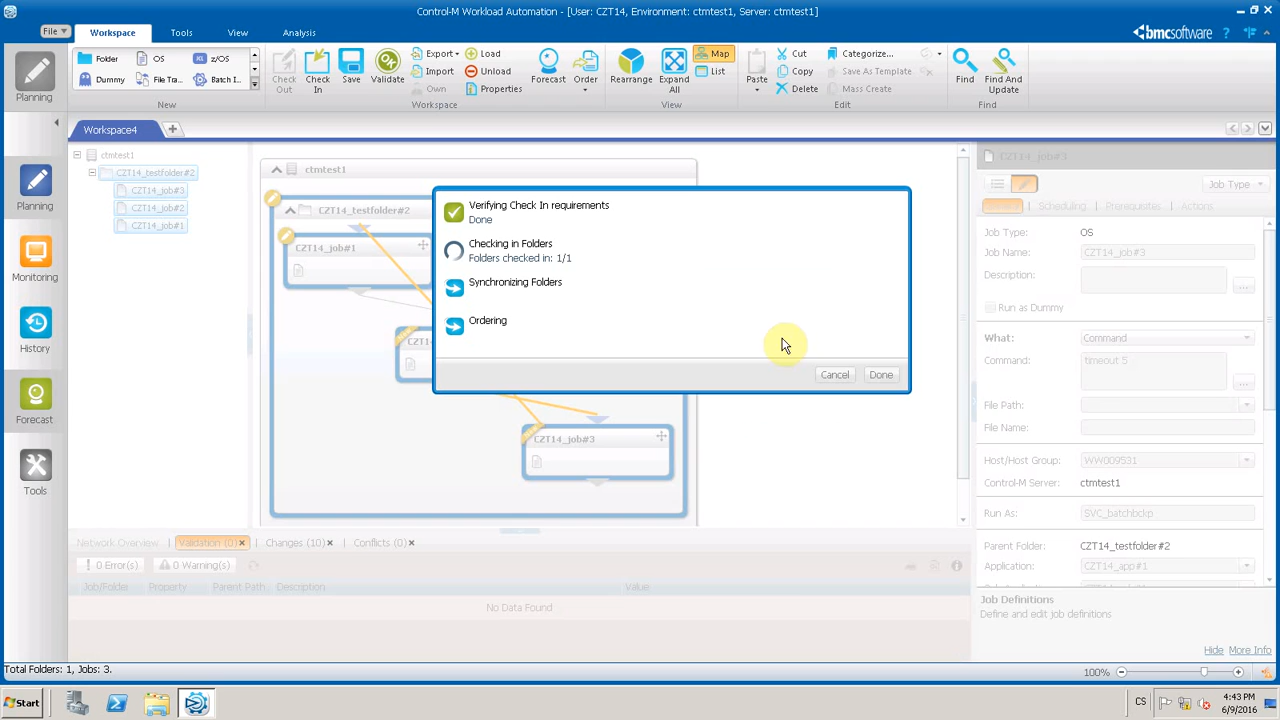 Control-M Workload Automation - [User: CZT14, Environment: ctmtest1, Server: ctmtest1]
File
Workspace
Tools
View
Analysis
bmcsoftware
Planning
Folder
OS
z/OS
Dummy
File Tra..
Batch I..
New
Check Out
Check In
Save
Validate
Export
Import
Own
Load
Unload
Properties
Workspace
Forecast
Order
Rearrange
Expand All
Map
List
View
Paste
Cut
Copy
Delete
Categorize...
Save As Template
Mass Create
Edit
Find
Find And Update
Find
Workspace4
Planning
Monitoring
History
Forecast
Tools
ctmtest1
CZT14_testfolder#2
CZT14_job#3
CZT14_job#2
CZT14_job#1
ctmtest1
CZT14_testfolder#2
CZT14_job#1
CZT14
CZT14_job#3
Verifying Check In requirements
Done
Checking in Folders
Folders checked in: 1/1
Synchronizing Folders
Ordering
Cancel
Done
CZT14_job#3
Job Type
Scheduling
Prerequisites
Actions
Job Type:
OS
Job Name:
CZT14_job#3
Description:
Run as Dummy
What:
Command
Command:
timeout 5
File Path:
File Name:
Host/Host Group:
WW009531
Control-M Server:
ctmtest1
Run As:
SVC_batchbckp
Parent Folder:
CZT14_testfolder#2
Application:
CZT14_app#1
Job Definitions
Define and edit job definitions
Hide
More Info
Network Overview
Validation (0)
Changes (10)
Conflicts (0)
0 Error(s)
0 Warning(s)
Job/Folder
Property
Parent Path
Description
Value
No Data Found
Total Folders: 1, Jobs: 3.
100%
Start
CS
4:43 PM
6/9/2016